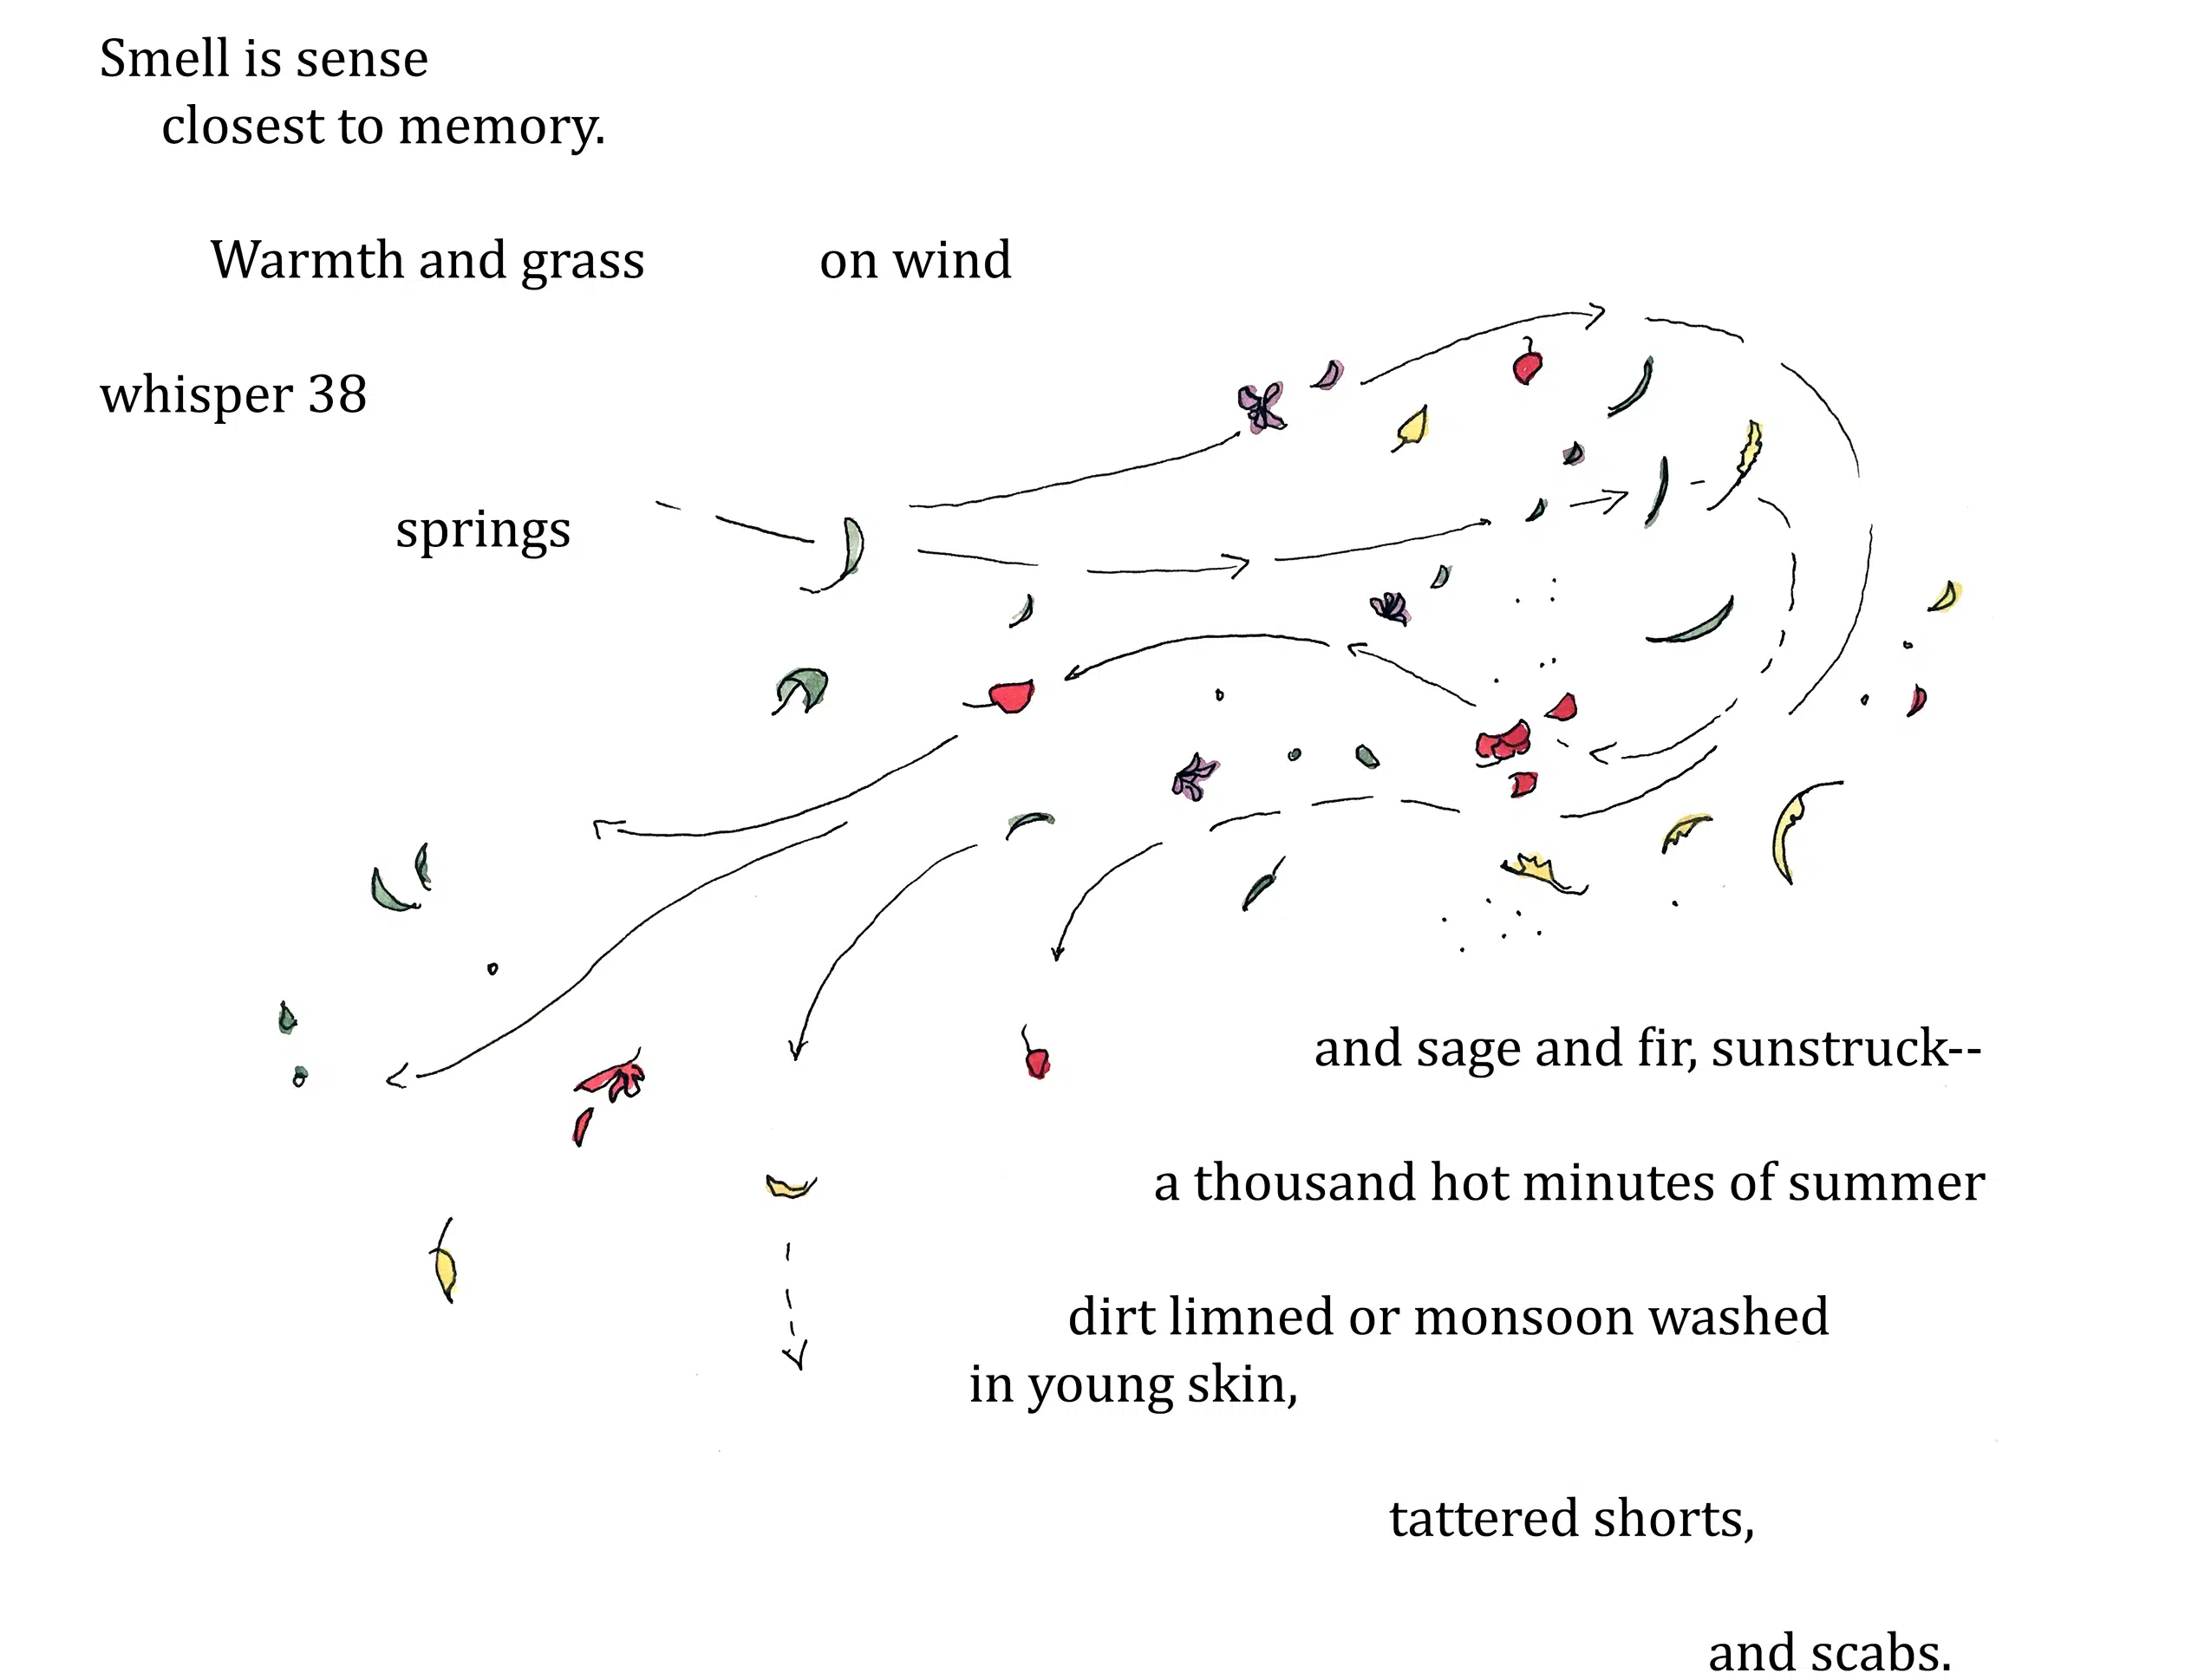 Smell is sense
closest to memory.
Warmth and grass on wind
whisper 38
springs
and sage and fir, sunstruck--
a thousand hot minutes of summer
dirt limned or monsoon washed
in young skin,
tattered shorts,
and scabs.